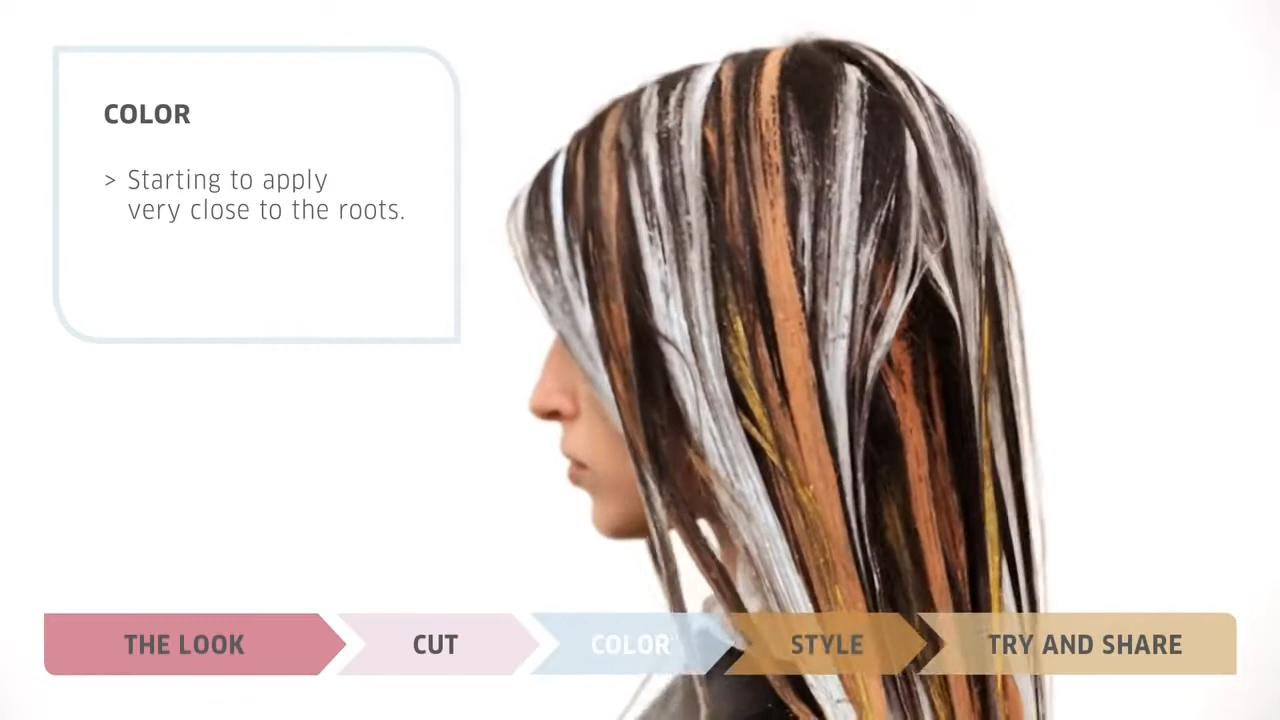 COLOR
> Starting to apply
very close to the roots.
THE LOOK
CUT
COLOR
STYLE
TRY AND SHARE